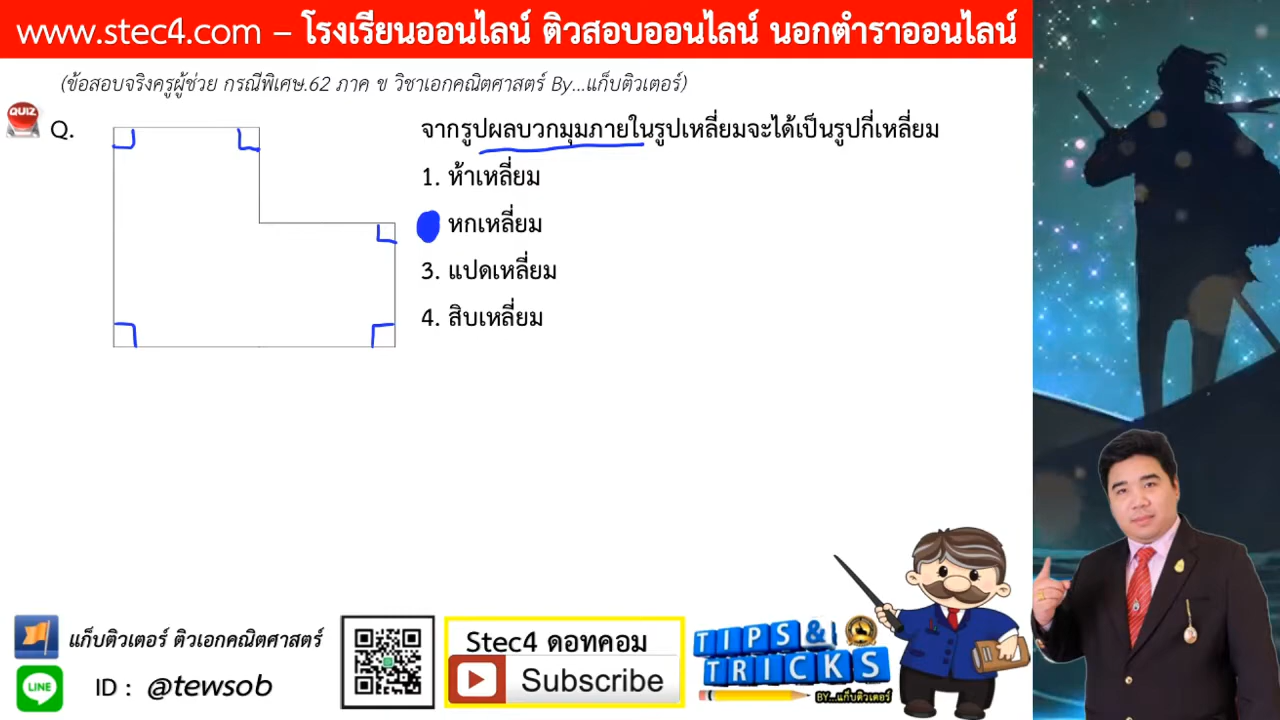 www.stec4.com – โรงเรียนออนไลน์ ติวสอบออนไลน์ นอกตำราออนไลน์
(ข้อสอบจริงครูผู้ช่วย กรณีพิเศษ.62 ภาค ข วิชาเอกคณิตศาสตร์ By...แก็บติวเตอร์)
QUIZ
Q.
จากรูปผลบวกมุมภายในรูปเหลี่ยมจะได้เป็นรูปกี่เหลี่ยม
1. ห้าเหลี่ยม
หกเหลี่ยม
3. แปดเหลี่ยม
4. สิบเหลี่ยม
แก็บติวเตอร์ ติวเอกคณิตศาสตร์
LINE
ID : @tewsob
Stec4 ดอทคอม
Subscribe
TIPS &
TRICKS
BY...แก็บติวเตอร์